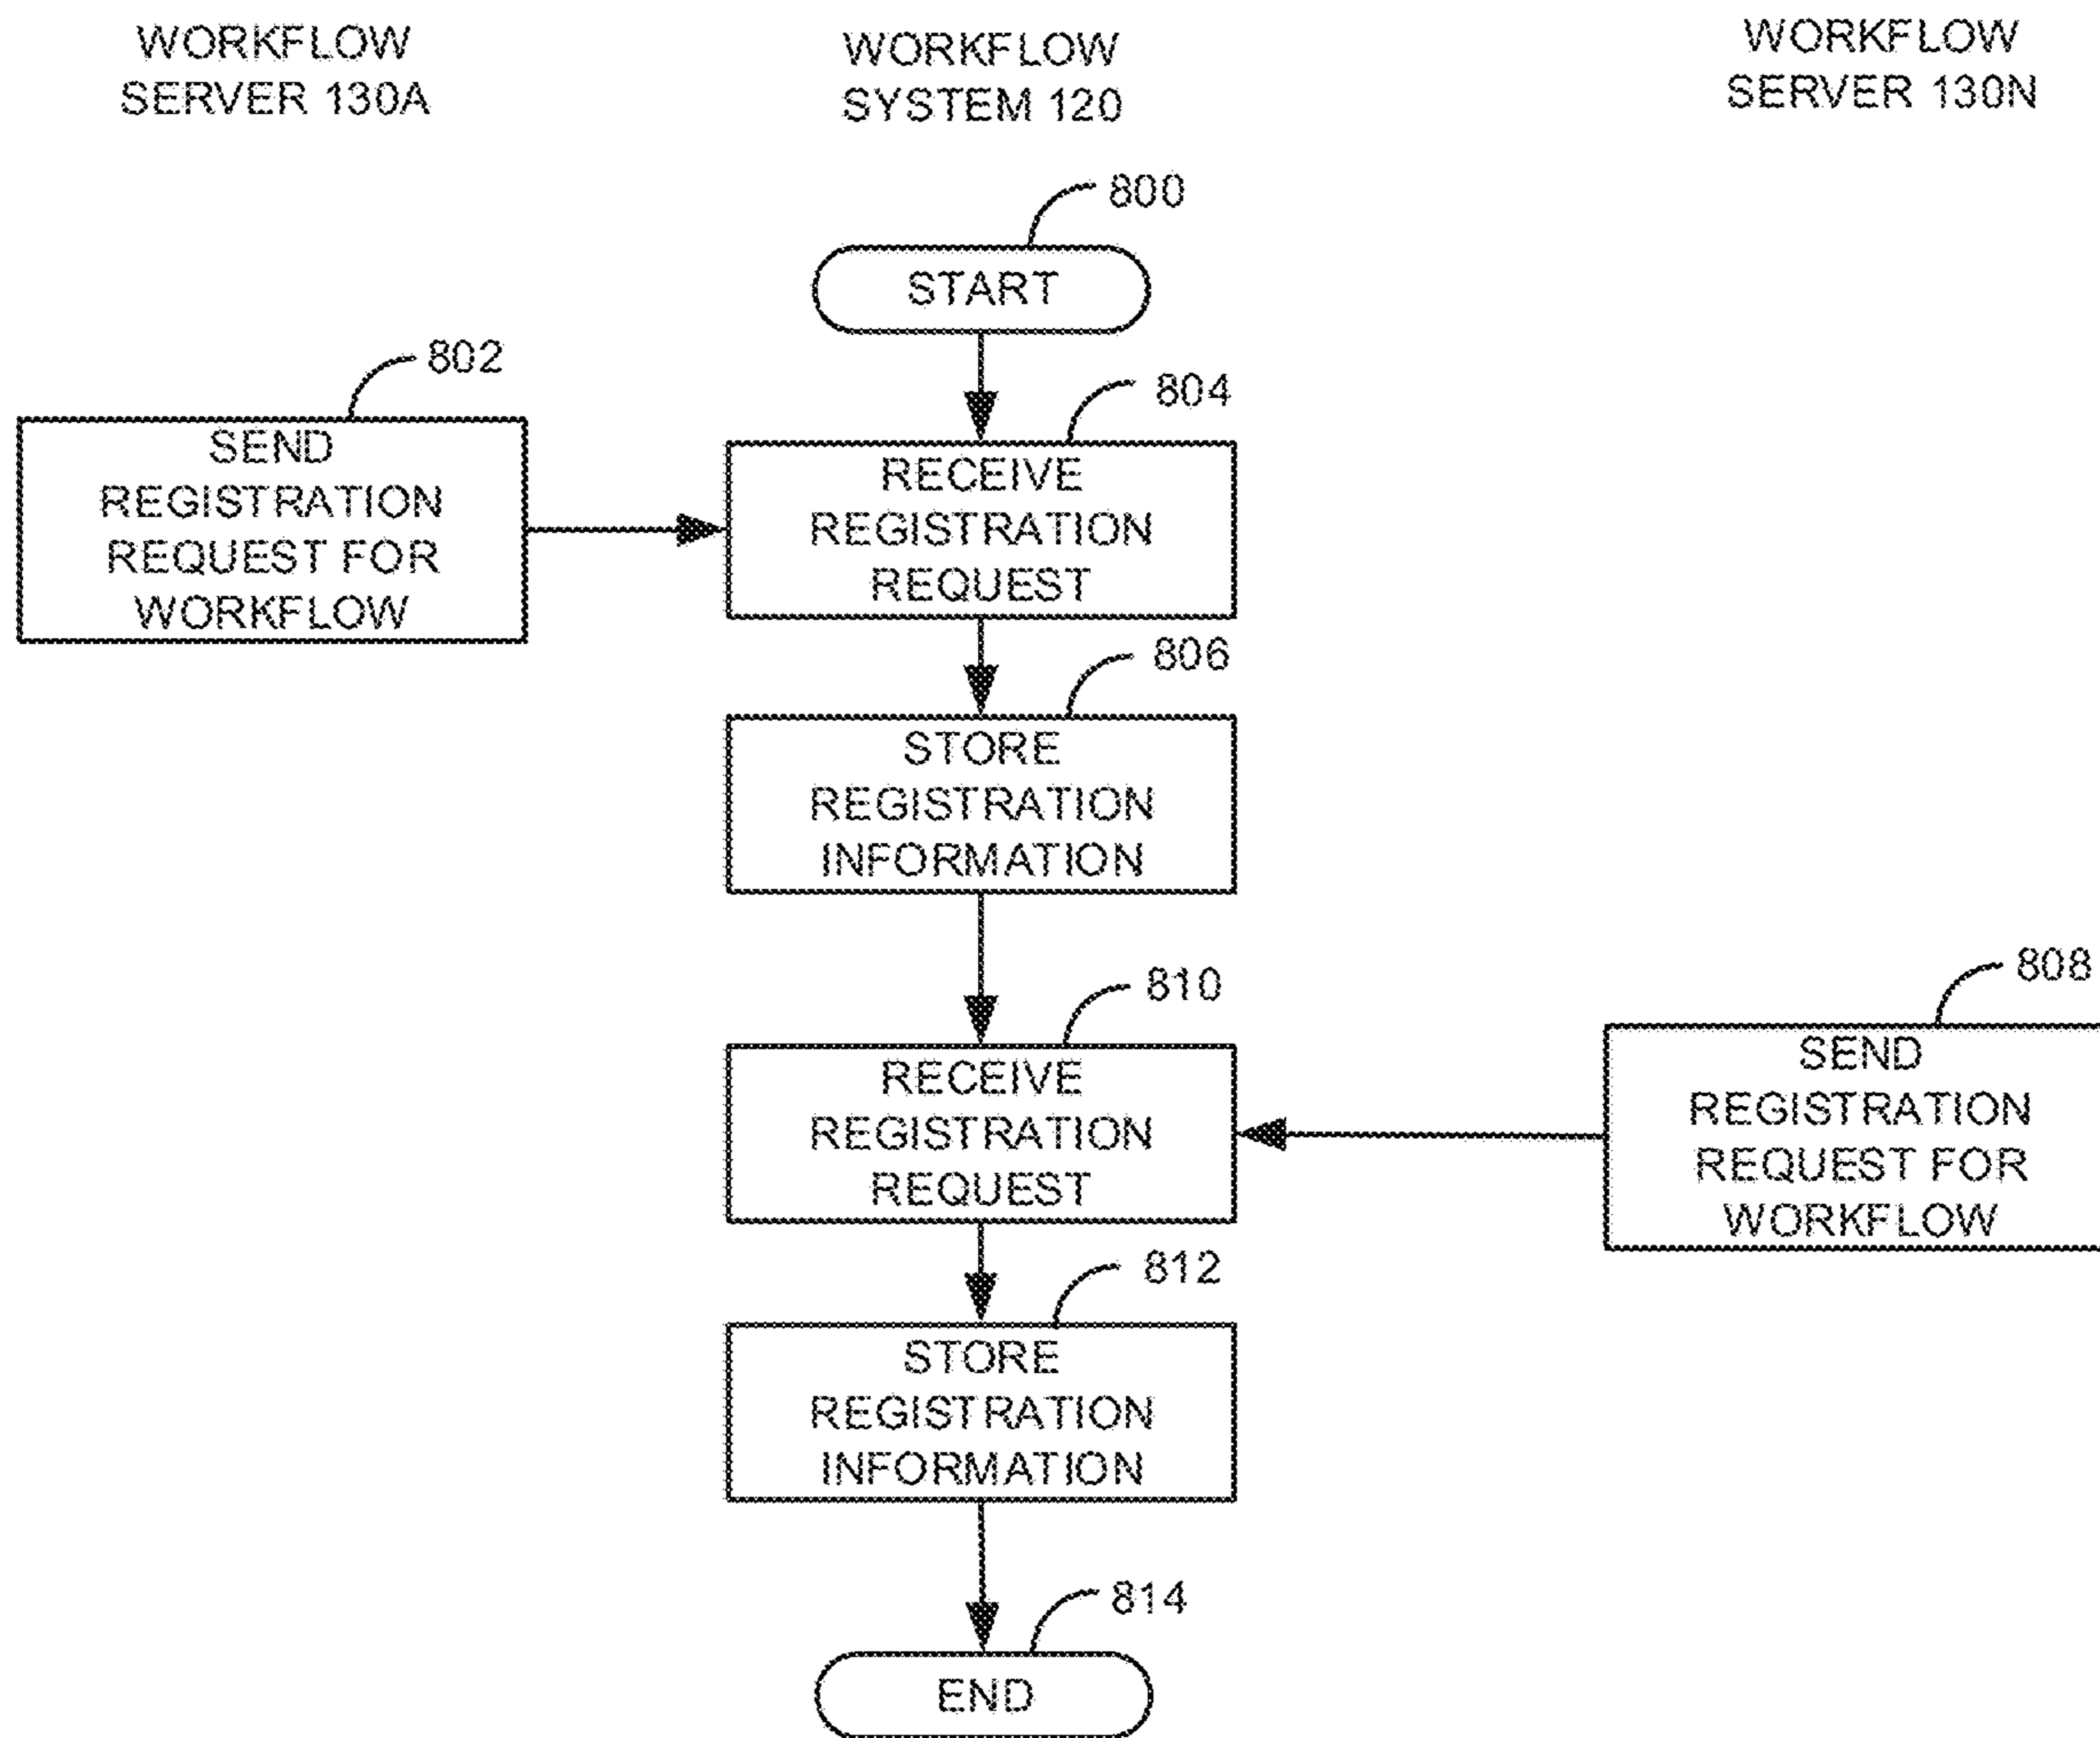 WORKFLOW
SERVER 130A
WORKFLOW
SYSTEM 120
WORKFLOW
SERVER 130N
800
START
802
SEND
REGISTRATION
REQUEST FOR
WORKFLOW
804
RECEIVE
REGISTRATION
REQUEST
806
STORE
REGISTRATION
INFORMATION
808
SEND
REGISTRATION
REQUEST FOR
WORKFLOW
810
RECEIVE
REGISTRATION
REQUEST
812
STORE
REGISTRATION
INFORMATION
814
END